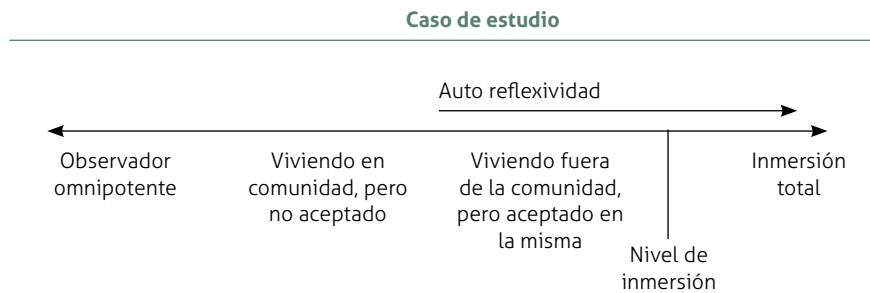 Caso de estudio
Auto reflexividad
Observador
omnipotente
Viviendo en
comunidad, pero
no aceptado
Viviendo fuera
de la comunidad,
pero aceptado en
la misma
Inmersión
total
Nivel de
inmersión